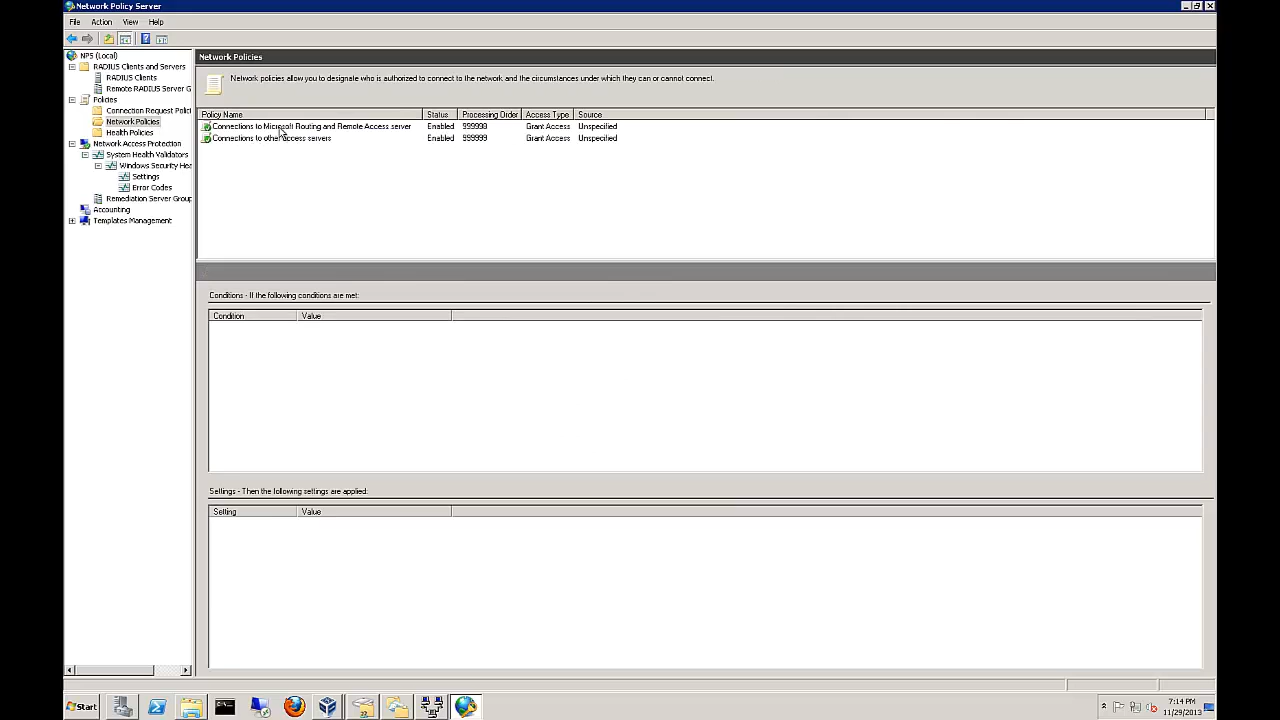 Network Policy Server
File Action View Help
NPS (Local)
RADIUS Clients and Servers
RADIUS Clients
Remote RADIUS Server G
Policies
Connection Request Polici
Network Policies
Health Policies
Network Access Protection
System Health Validators
Windows Security Hea
Settings
Error Codes
Remediation Server Group
Accounting
Templates Management
Network Policies
Network policies allow you to designate who is authorized to connect to the network and the circumstances under which they can or cannot connect.
Policy Name Status Processing Order Access Type Source
Connections to Microsoft Routing and Remote Access server Enabled 999998 Grant Access Unspecified
Connections to other access servers Enabled 999999 Grant Access Unspecified
Conditions - If the following conditions are met:
Condition Value
Settings - Then the following settings are applied:
Setting Value
Start
7:14 PM
11/29/2013